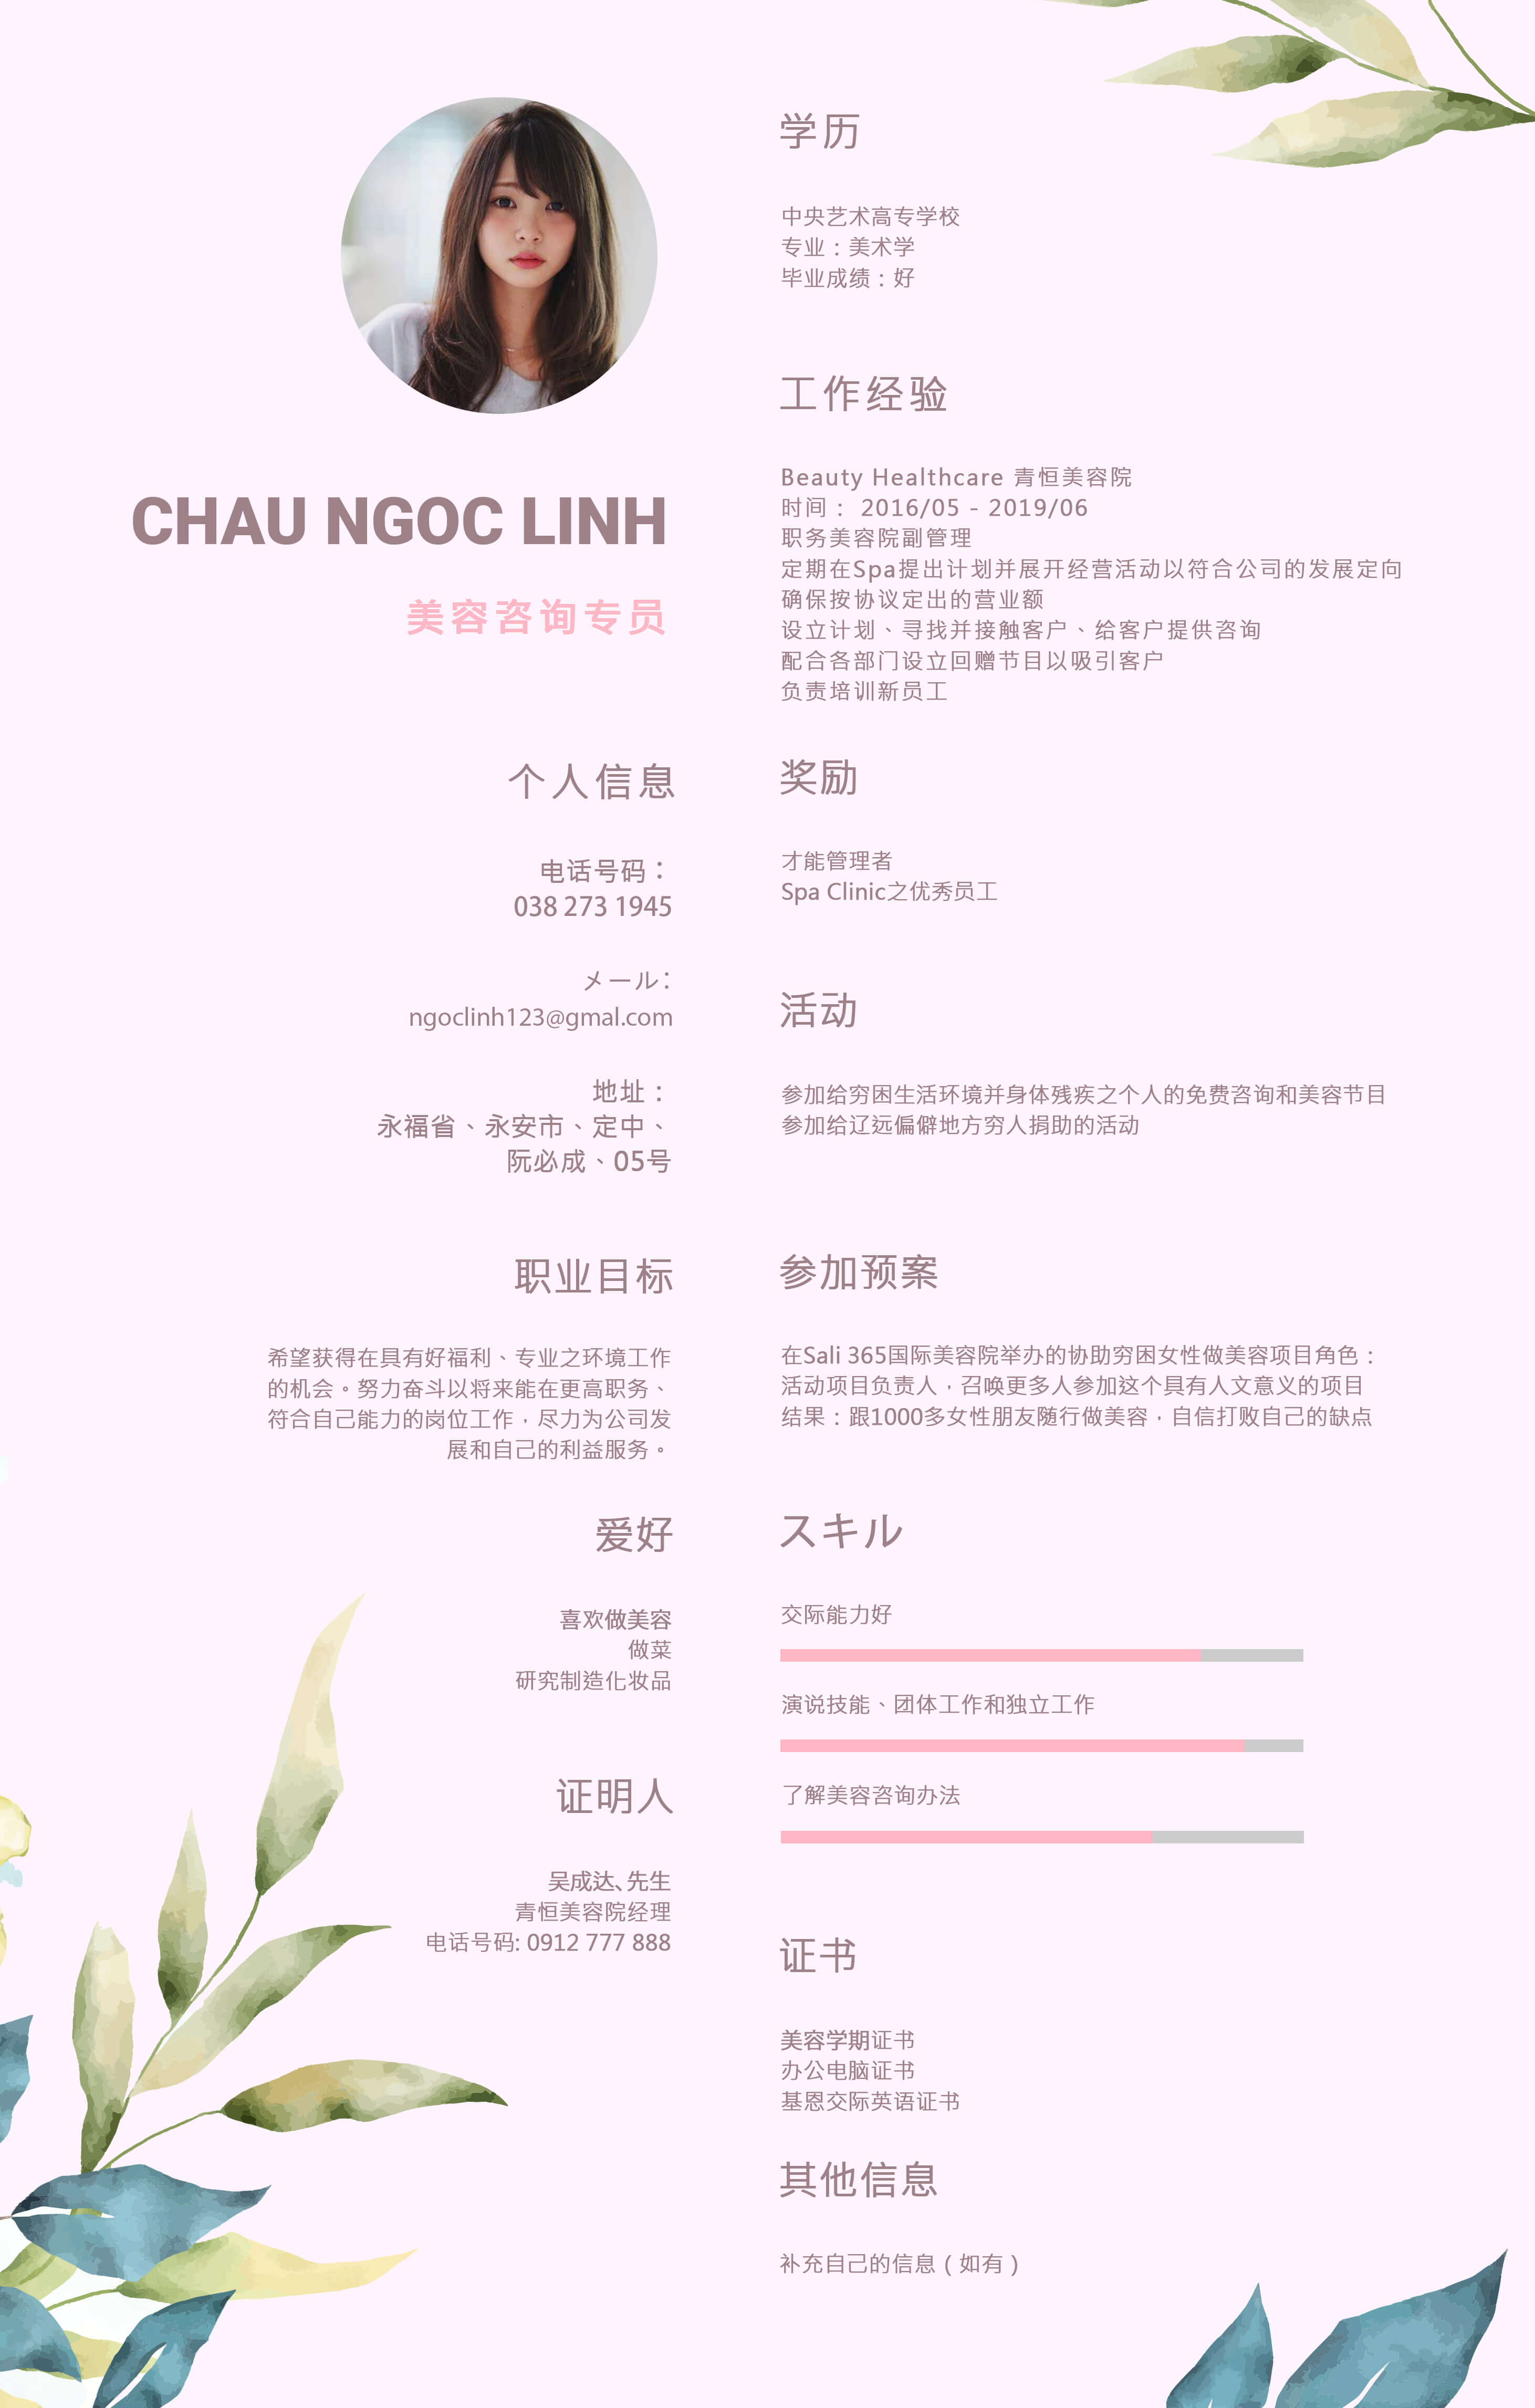 CHAU NGOC LINH
美容咨询专员
个人信息
电话号码：
038 273 1945
メール：
ngoclinh123@gmal.com
地址：
永福省、永安市、定中、
阮必成、05号
职业目标
希望获得在具有好福利、专业之环境工作
的机会。努力奋斗以将来能在更高职务、
符合自己能力的岗位工作，尽力为公司发
展和自己的利益服务。
爱好
喜欢做美容
做菜
研究制造化妆品
证明人
吴成达、先生
青恒美容院经理
电话号码: 0912 777 888
学历
中央艺术高专学校
专业：美术学
毕业成绩：好
工作经验
Beauty Healthcare 青恒美容院
时间： 2016/05 - 2019/06
职务美容院副管理
定期在Spa提出计划并展开经营活动以符合公司的发展定向
确保按协议定出的营业额
设立计划、寻找并接触客户、给客户提供咨询
配合各部门设立回赠节目以吸引客户
负责培训新员工
奖励
才能管理者
Spa Clinic之优秀员工
活动
参加给穷困生活环境并身体残疾之个人的免费咨询和美容节目
参加给辽远偏僻地方穷人捐助的活动
参加预案
在Sali 365国际美容院举办的协助穷困女性做美容项目角色：
活动项目负责人，召唤更多人参加这个具有人文意义的项目
结果：跟1000多女性朋友随行做美容，自信打败自己的缺点
スキル
交际能力好
演说技能、团体工作和独立工作
了解美容咨询办法
证书
美容学期证书
办公电脑证书
基恩交际英语证书
其他信息
补充自己的信息（如有）